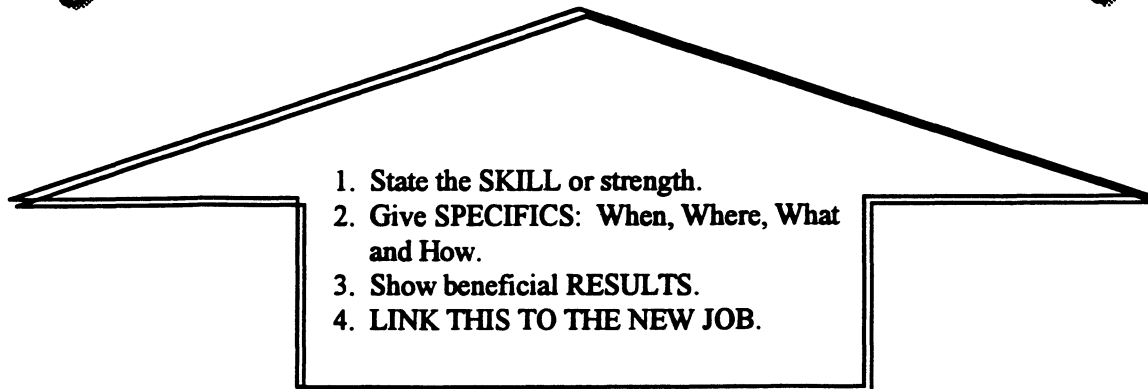 1. State the SKILL or strength.
2. Give SPECIFICS: When, Where, What
and How.
3. Show beneficial RESULTS.
4. LINK THIS TO THE NEW JOB.